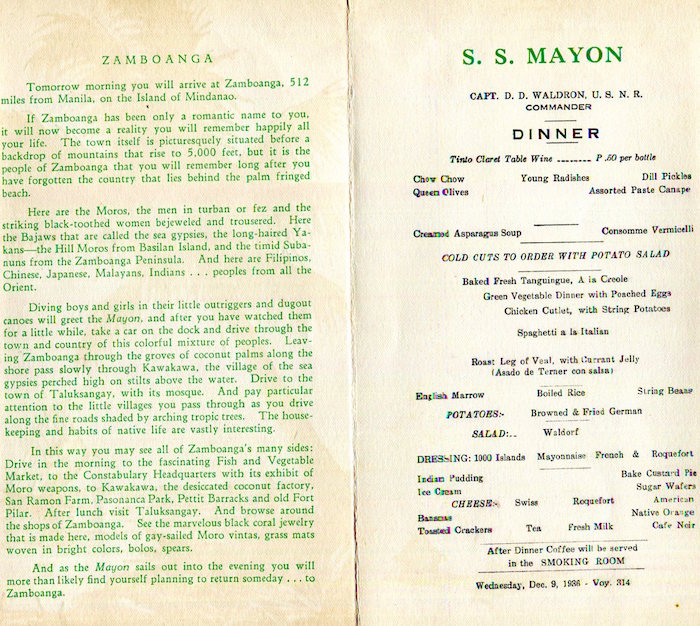 ZAMBOANGA
Tomorrow morning you will arrive at Zamboanga, 512
miles from Manila, on the Island of Mindanao.
If Zamboanga has been only a romantic name to you,
it will now become a reality you will remember happily all
your life. The town itself is picturesquely situated before a
backdrop of mountains that rise to 5,000 feet, but it is the
people of Zamboanga that you will remember long after you
have forgotten the country that lies behind the palm fringed
beach.
Here are the Moros, the men in turban or fez and the
striking black-toothed women bejeweled and trousered. Here
the Bajaws that are called the sea gypsies, the long-haired Ya-
kans—the Hill Moros from Basilan Island, and the timid Suba-
nuns from the Zamboanga Peninsula. And here are Filipinos,
Chinese, Japanese, Malayans, Indians . . . peoples from all the
Orient.
Diving boys and girls in their little outriggers and dugout
canoes will greet the Mayon, and after you have watched them
for a little while, take a car on the dock and drive through the
town and country of this colorful mixture of peoples. Leav-
ing Zamboanga through the groves of coconut palms along the
shore pass slowly through Kawakawa, the village of the sea
gypsies perched high on stilts above the water. Drive to the
town of Taluksangay, with its mosque. And pay particular
attention to the little villages you pass through as you drive
along the fine roads shaded by arching tropic trees. The house-
keeping and habits of native life are vastly interesting.
In this way you may see all of Zamboanga's many sides:
Drive in the morning to the fascinating Fish and Vegetable
Market, to the Constabulary Headquarters with its exhibit of
Moro weapons, to Kawakawa, the desiccated coconut factory,
San Ramon Farm, Pasonanca Park, Pettit Barracks and old Fort
Pilar. After lunch visit Taluksangay. And browse around
the shops of Zamboanga. See the marvelous black coral jewelry
that is made here, models of gay-sailed Moro vintas, grass mats
woven in bright colors, bolos, spears.
And as the Mayon sails out into the evening you will
more than likely find yourself planning to return someday . . . to
Zamboanga.
S. S. MAYON
CAPT. D. D. WALDRON, U. S. N. R.
COMMANDER
DINNER
Tinto Claret Table Wine ........ P .50 per bottle
Chow Chow Young Radishes Dill Pickles
Queen Olives Assorted Paste Canape
Creamed Asparagus Soup Consomme Vermicelli
COLD CUTS TO ORDER WITH POTATO SALAD
Baked Fresh Tanguingue, A la Creole
Green Vegetable Dinner with Poached Eggs
Chicken Cutlet, with String Potatoes
Spaghetti a la Italian
Roast Leg of Veal, with Currant Jelly
(Asado de Terner con salsa)
English Marrow Boiled Rice String Beans
POTATOES:- Browned & Fried German
SALAD:.. Waldorf
DRESSING: 1000 Islands Mayonnaise French & Roquefort
Indian Pudding Bake Custard Pie
Ice Cream Sugar Wafers
CHEESE:- Swiss Roquefort American
Bananas Native Orange
Toasted Crackers Tea Fresh Milk Cafe Noir
After Dinner Coffee will be served
in the SMOKING ROOM
Wednesday, Dec. 9, 1936 - Voy. 314